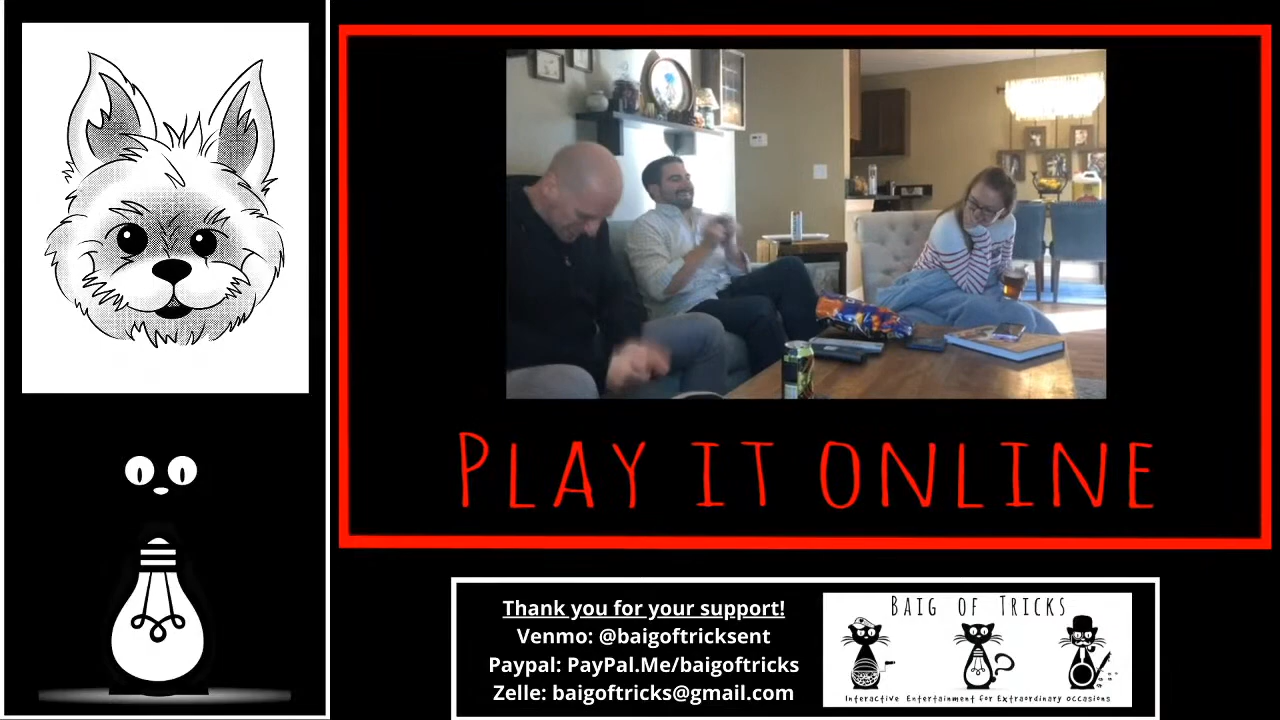 PLAY IT ONLINE
Thank you for your support!
Venmo: @baigoftricksent
Paypal: PayPal.Me/baigoftricks
Zelle: baigoftricks@gmail.com
BAIG OF TRICKS
Interactive Entertainment for Extraordinary occasions